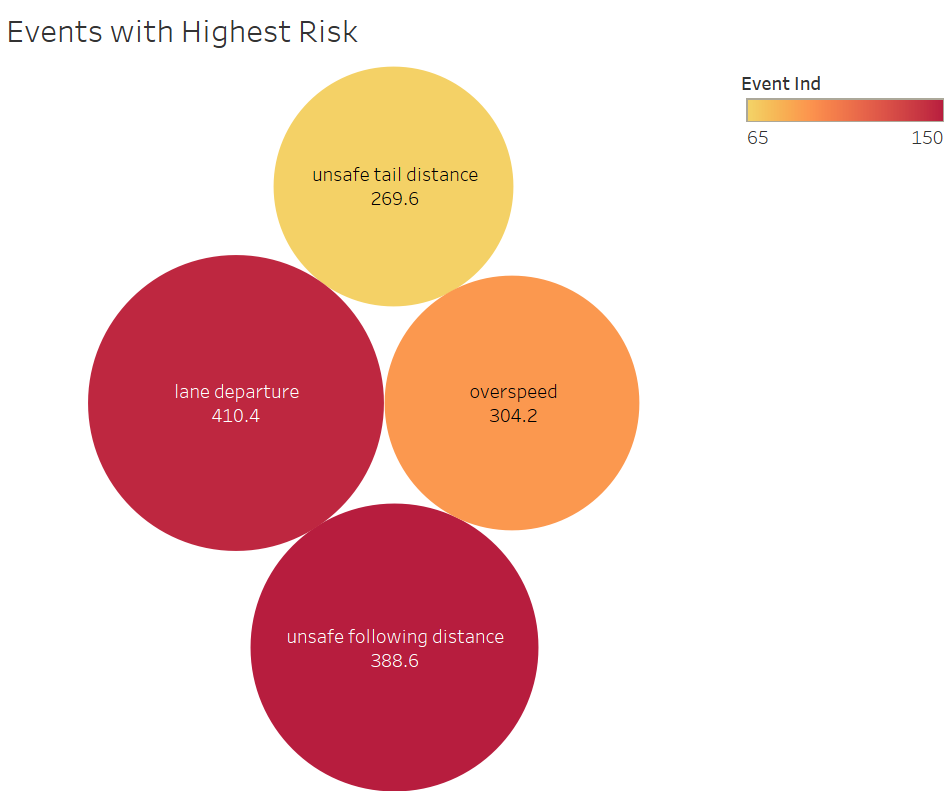 Events with Highest Risk
Event Ind
65 150
unsafe tail distance
269.6
lane departure
410.4
overspeed
304.2
unsafe following distance
388.6